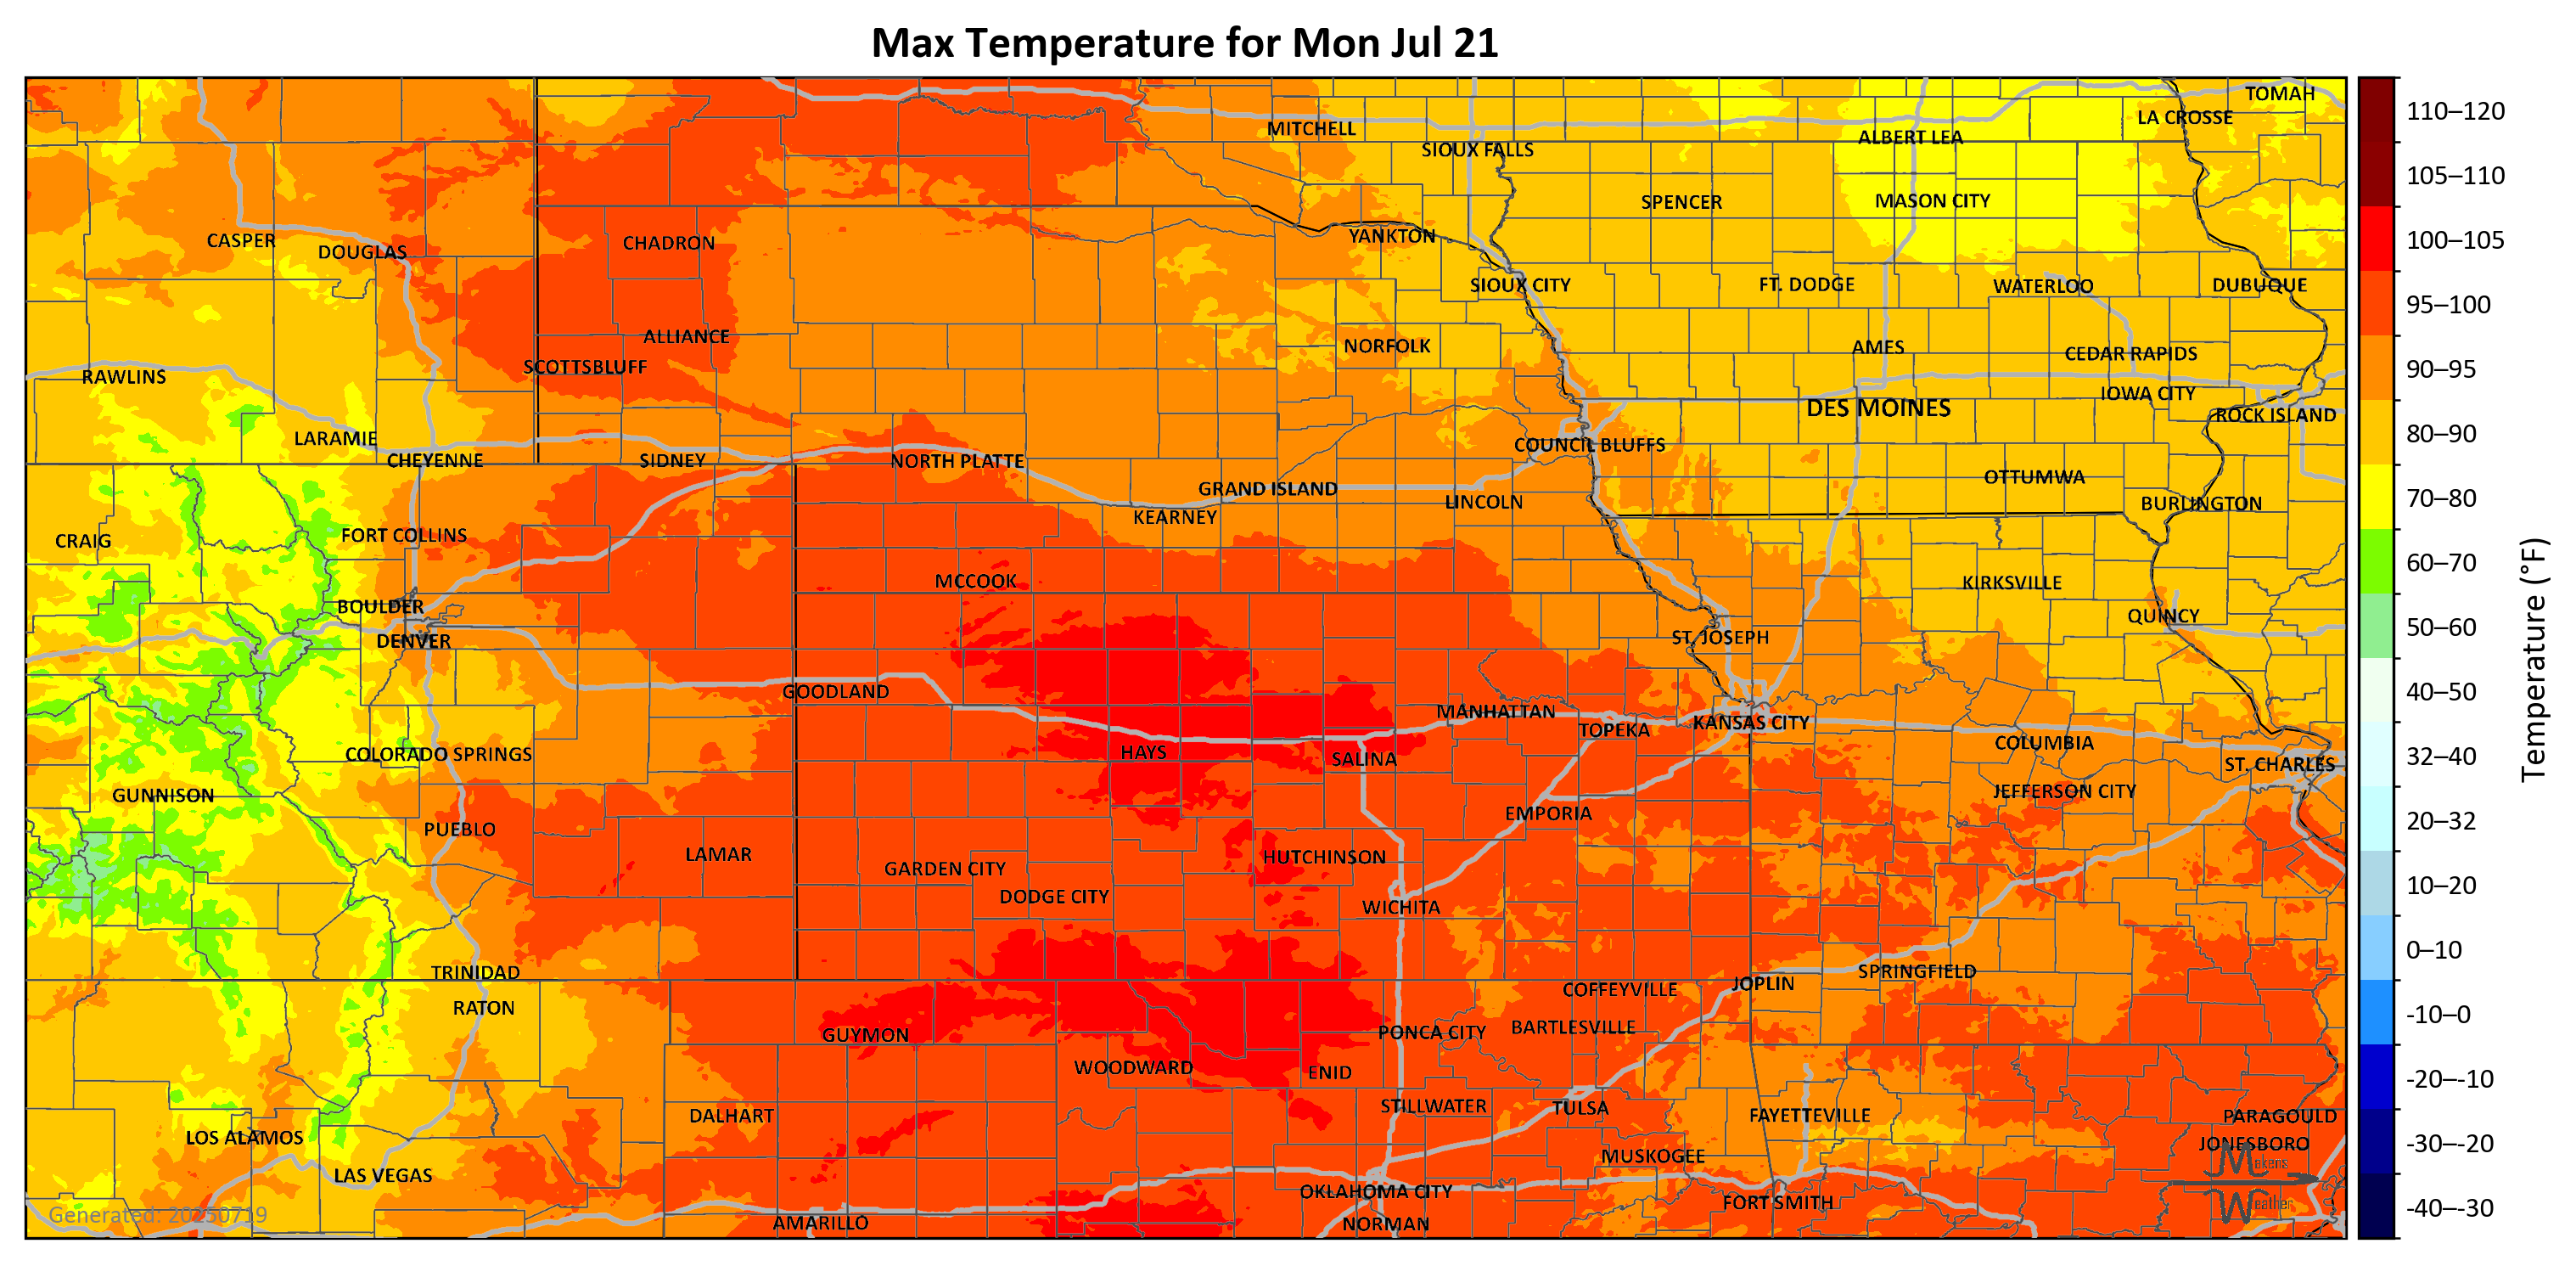 Max Temperature for Mon Jul 21
TOMAH
LA CROSSE
MITCHELL
ALBERT LEA
SIOUX FALLS
SPENCER
MASON CITY
CASPER
DOUGLAS
CHADRON
YANKTON
SIOUX CITY
FT. DODGE
WATERLOO
DUBUQUE
ALLIANCE
NORFOLK
AMES
CEDAR RAPIDS
SCOTTSBLUFF
RAWLINS
IOWA CITY
DES MOINES
ROCK ISLAND
LARAMIE
COUNCIL BLUFFS
CHEYENNE
SIDNEY
NORTH PLATTE
OTTUMWA
GRAND ISLAND
LINCOLN
BURLINGTON
KEARNEY
FORT COLLINS
CRAIG
MCCOOK
KIRKSVILLE
BOULDER
QUINCY
DENVER
ST. JOSEPH
GOODLAND
MANHATTAN
TOPEKA
KANSAS CITY
COLUMBIA
COLORADO SPRINGS
HAYS
SALINA
ST. CHARLES
GUNNISON
JEFFERSON CITY
EMPORIA
PUEBLO
LAMAR
HUTCHINSON
GARDEN CITY
DODGE CITY
WICHITA
TRINIDAD
SPRINGFIELD
JOPLIN
COFFEYVILLE
RATON
GUYMON
PONCA CITY
BARTLESVILLE
WOODWARD
ENID
STILLWATER
TULSA
DALHART
FAYETTEVILLE
PARAGOULD
LOS ALAMOS
JONESBORO
MUSKOGEE
LAS VEGAS
OKLAHOMA CITY
FORT SMITH
AMARILLO
NORMAN
Generated: 20250719
Makens
Weather
110–120
105–110
100–105
95–100
90–95
80–90
70–80
60–70
50–60
40–50
32–40
20–32
10–20
0–10
-10–0
-20–-10
-30–-20
-40–-30
Temperature (°F)